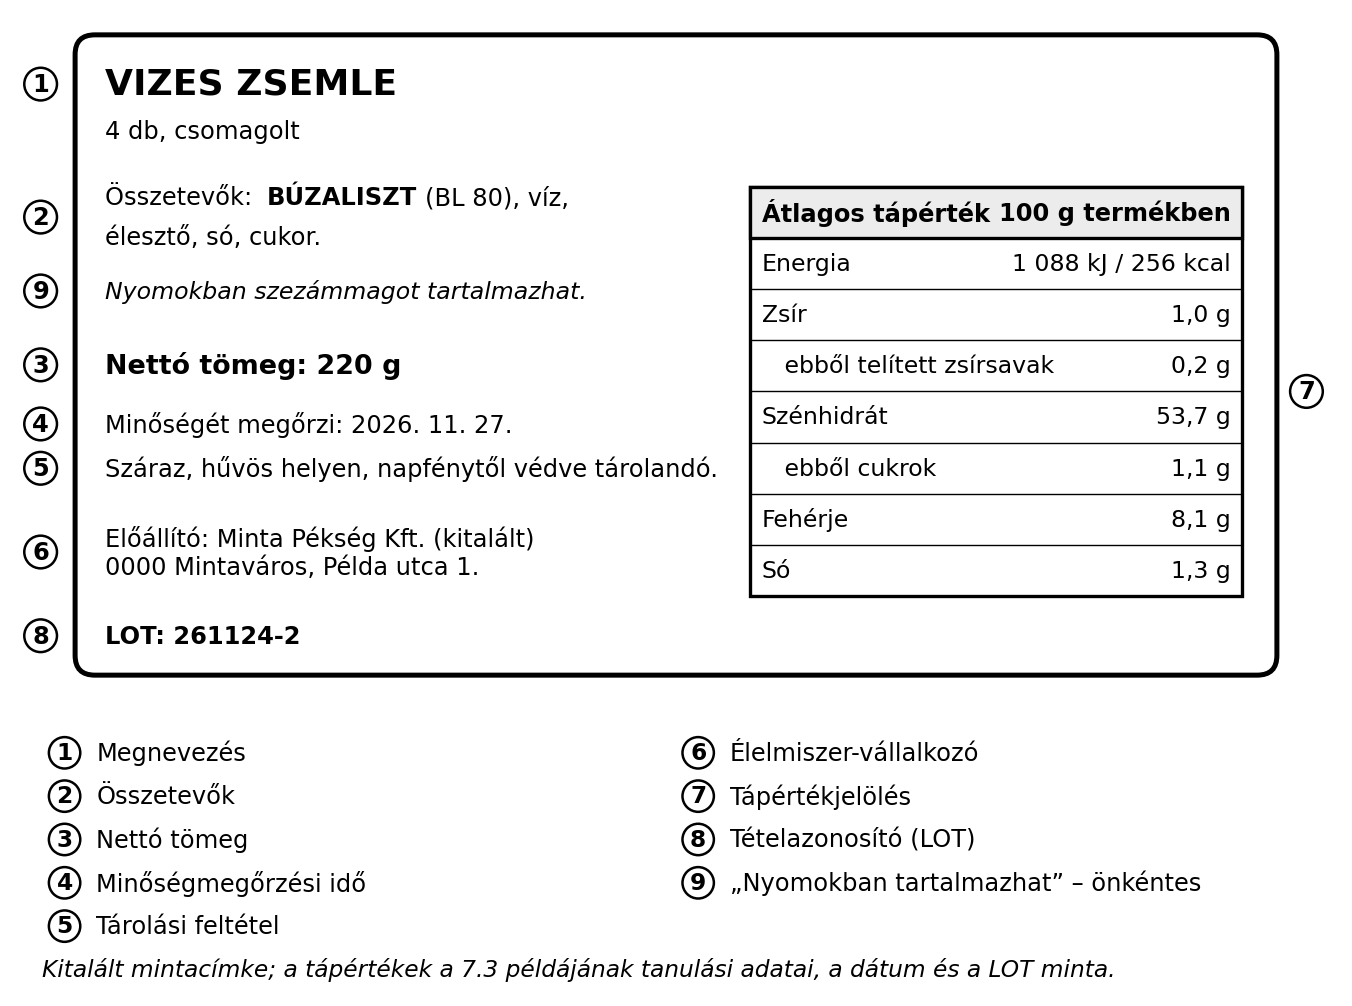 ① VIZES ZSEMLE
4 db, csomagolt
② Összetevők: BÚZALISZT (BL 80), víz,
élesztő, só, cukor.
⑨ Nyomokban szezámmagot tartalmazhat.
③ Nettó tömeg: 220 g
④ Minőségét megőrzi: 2026. 11. 27.
⑤ Száraz, hűvös helyen, napfénytől védve tárolandó.
⑥ Előállító: Minta Pékség Kft. (kitalált)
0000 Mintaváros, Példa utca 1.
⑧ LOT: 261124-2
Átlagos tápérték 100 g termékben
Energia 1 088 kJ / 256 kcal
Zsír 1,0 g
ebből telített zsírsavak 0,2 g
Szénhidrát 53,7 g
ebből cukrok 1,1 g
Fehérje 8,1 g
Só 1,3 g
⑦
① Megnevezés
② Összetevők
③ Nettó tömeg
④ Minőségmegőrzési idő
⑤ Tárolási feltétel
⑥ Élelmiszer-vállalkozó
⑦ Tápértékjelölés
⑧ Tételazonosító (LOT)
⑨ „Nyomokban tartalmazhat” – önkéntes
Kitalált mintacímke; a tápértékek a 7.3 példájának tanulási adatai, a dátum és a LOT minta.